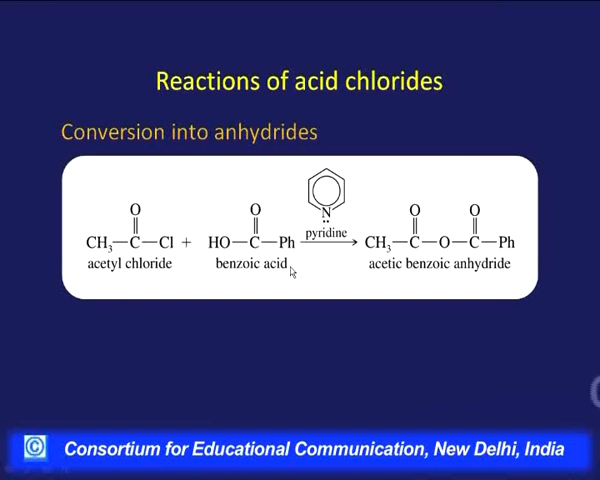 Reactions of acid chlorides
Conversion into anhydrides
O O O O
N
CH3—C—Cl + HO—C—Ph pyridine CH3—C—O—C—Ph
acetyl chloride benzoic acid acetic benzoic anhydride
© Consortium for Educational Communication, New Delhi, India